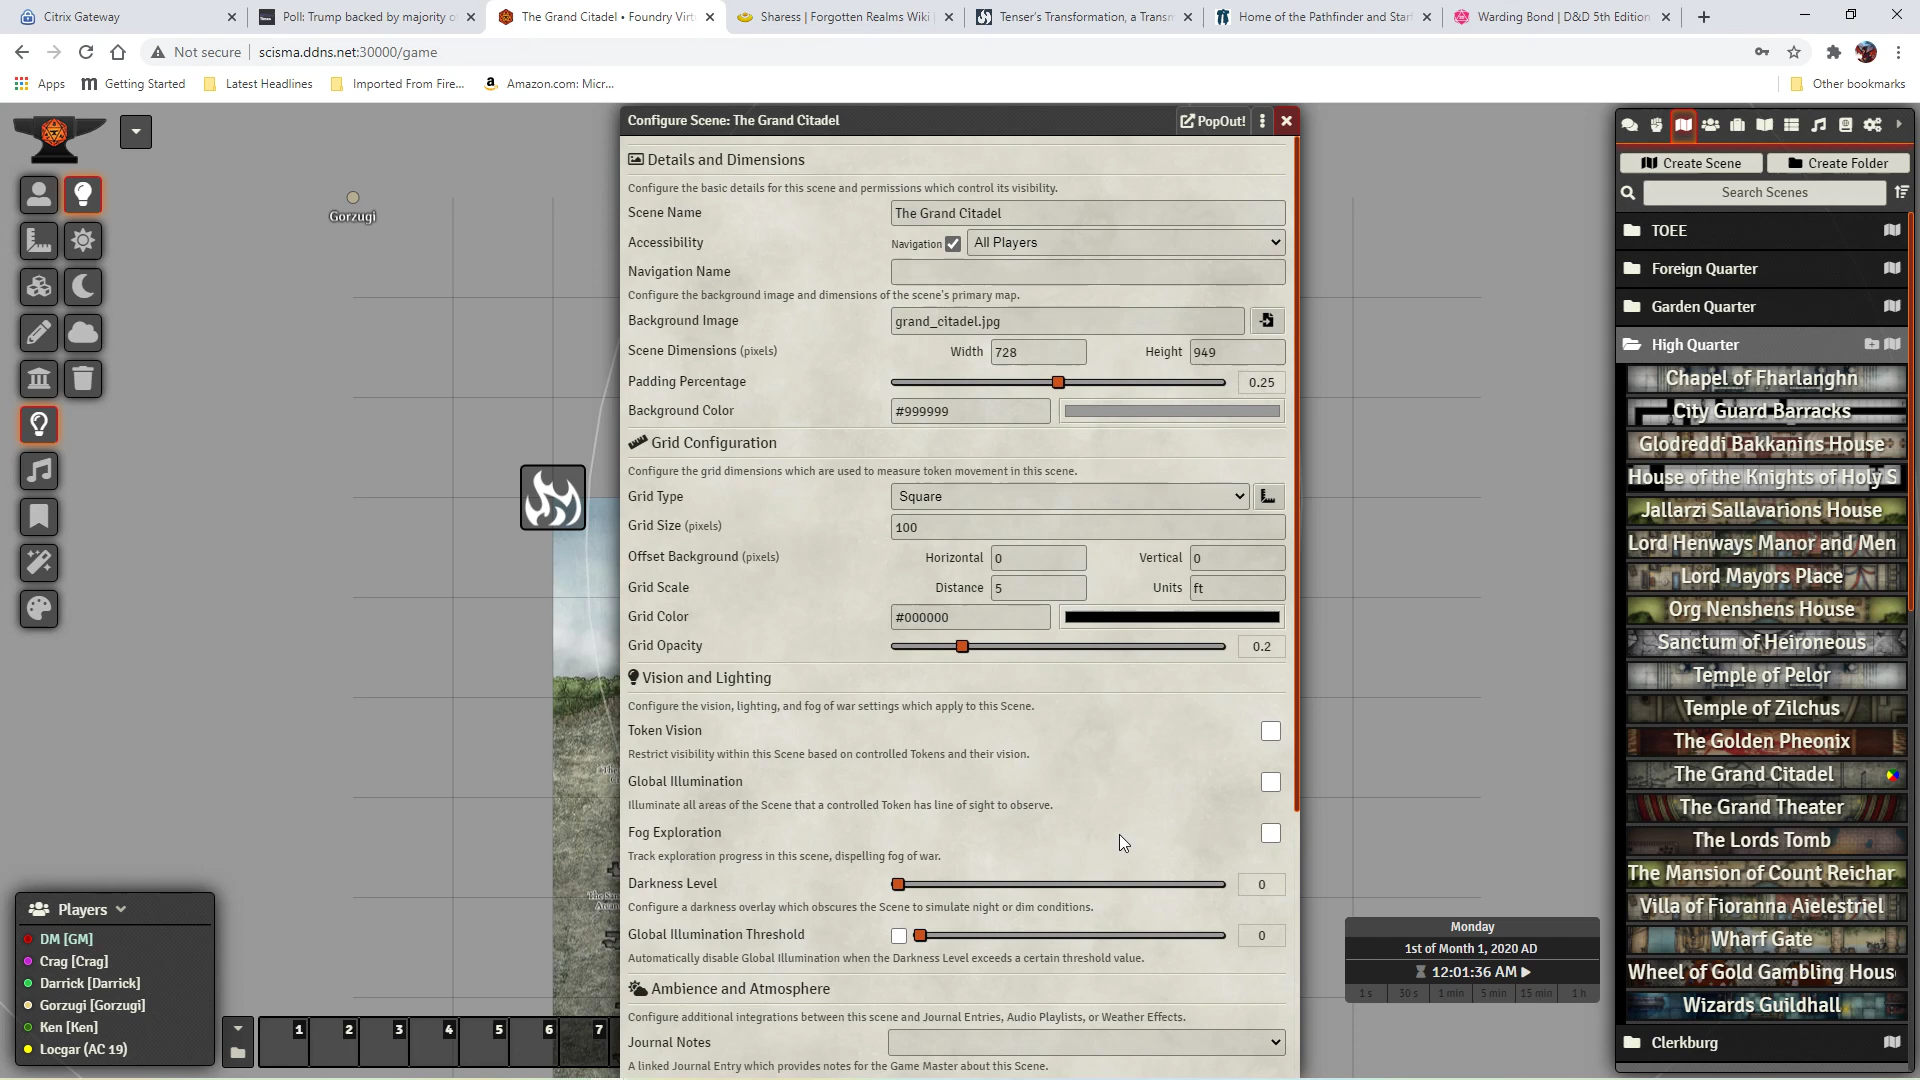 Citrix Gateway
Poll: Trump backed by majority o
The Grand Citadel • Foundry Virt
Sharess | Forgotten Realms Wiki |
Tenser's Transformation, a Transm
Home of the Pathfinder and Starf
Warding Bond | D&D 5th Edition
Not secure | scisma.ddns.net:30000/game
Apps
Getting Started
Latest Headlines
Imported From Fire...
Amazon.com: Micr...
Other bookmarks
Gorzugi
Configure Scene: The Grand Citadel
PopOut!
Details and Dimensions
Configure the basic details for this scene and permissions which control its visibility.
Scene Name The Grand Citadel
Accessibility Navigation All Players
Navigation Name
Configure the background image and dimensions of the scene's primary map.
Background Image grand_citadel.jpg
Scene Dimensions (pixels) Width 728 Height 949
Padding Percentage 0.25
Background Color #999999
Grid Configuration
Configure the grid dimensions which are used to measure token movement in this scene.
Grid Type Square
Grid Size (pixels) 100
Offset Background (pixels) Horizontal 0 Vertical 0
Grid Scale Distance 5 Units ft
Grid Color #000000
Grid Opacity 0.2
Vision and Lighting
Configure the vision, lighting, and fog of war settings which apply to this Scene.
Token Vision
Restrict visibility within this Scene based on controlled Tokens and their vision.
Global Illumination
Illuminate all areas of the Scene that a controlled Token has line of sight to observe.
Fog Exploration
Track exploration progress in this scene, dispelling fog of war.
Darkness Level 0
Configure a darkness overlay which obscures the Scene to simulate night or dim conditions.
Global Illumination Threshold 0
Automatically disable Global Illumination when the Darkness Level exceeds a certain threshold value.
Ambience and Atmosphere
Configure additional integrations between this scene and Journal Entries, Audio Playlists, or Weather Effects.
Journal Notes
A linked Journal Entry which provides notes for the Game Master about this Scene.
Create Scene
Create Folder
Search Scenes
TOEE
Foreign Quarter
Garden Quarter
High Quarter
Chapel of Fharlanghn
City Guard Barracks
Glodreddi Bakkanins House
House of the Knights of Holy S
Jallarzi Sallavarions House
Lord Henways Manor and Men
Lord Mayors Place
Org Nenshens House
Sanctum of Heironeous
Temple of Pelor
Temple of Zilchus
The Golden Pheonix
The Grand Citadel
The Grand Theater
The Lords Tomb
The Mansion of Count Reichar
Villa of Fioranna Aielestriel
Wharf Gate
Wheel of Gold Gambling Hous
Wizards Guildhall
Clerkburg
Monday
1st of Month 1, 2020 AD
12:01:36 AM
1 s 30 s 1 min 5 min 15 min 1 h
Players
DM [GM]
Crag [Crag]
Darrick [Darrick]
Gorzugi [Gorzugi]
Ken [Ken]
Locgar (AC 19)
1 2 3 4 5 6 7